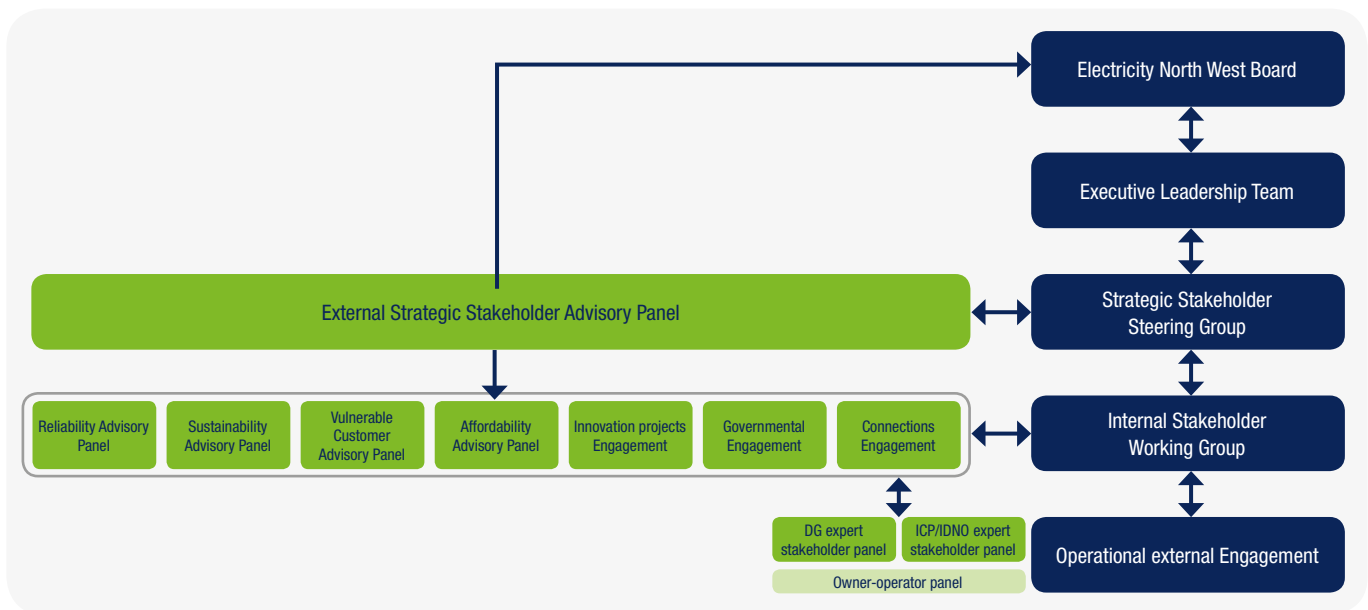 Electricity North West Board
Executive Leadership Team
External Strategic Stakeholder Advisory Panel
Strategic Stakeholder
Steering Group
Reliability Advisory
Panel
Sustainability
Advisory Panel
Vulnerable
Customer
Advisory Panel
Affordability
Advisory Panel
Innovation projects
Engagement
Governmental
Engagement
Connections
Engagement
Internal Stakeholder
Working Group
DG expert
stakeholder panel
ICP/IDNO expert
stakeholder panel
Owner-operator panel
Operational external Engagement